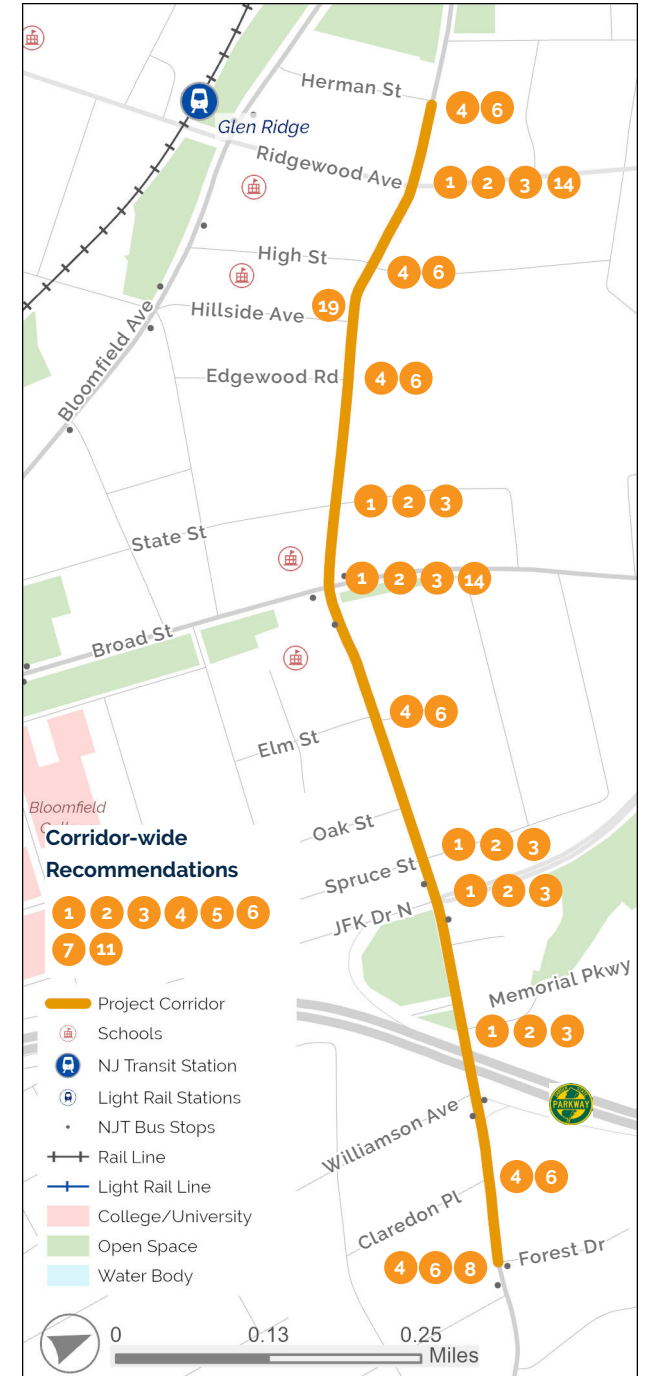 Herman St
4 6
Glen Ridge
Ridgewood Ave
1 2 3 14
High St
4 6
19
Hillside Ave
Bloomfield Ave
Edgewood Rd
4 6
1 2 3
State St
1 2 3 14
Broad St
4 6
Elm St
Bloomfield
Oak St
1 2 3
Spruce St
1 2 3
JFK Dr N
Memorial Pkwy
1 2 3
PARKWAY
Williamson Ave
4 6
Claredon Pl
Forest Dr
4 6 8
Corridor-wide
Recommendations
1 2 3 4 5 6
7 11
Project Corridor
Schools
NJ Transit Station
Light Rail Stations
NJT Bus Stops
Rail Line
Light Rail Line
College/University
Open Space
Water Body
0 0.13 0.25
Miles